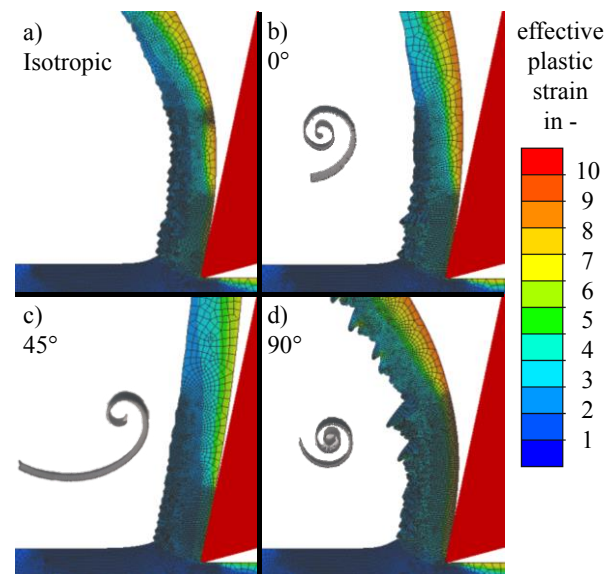 a)
Isotropic
b)
0°
c)
45°
d)
90°
effective
plastic
strain
in -
10
9
8
7
6
5
4
3
2
1